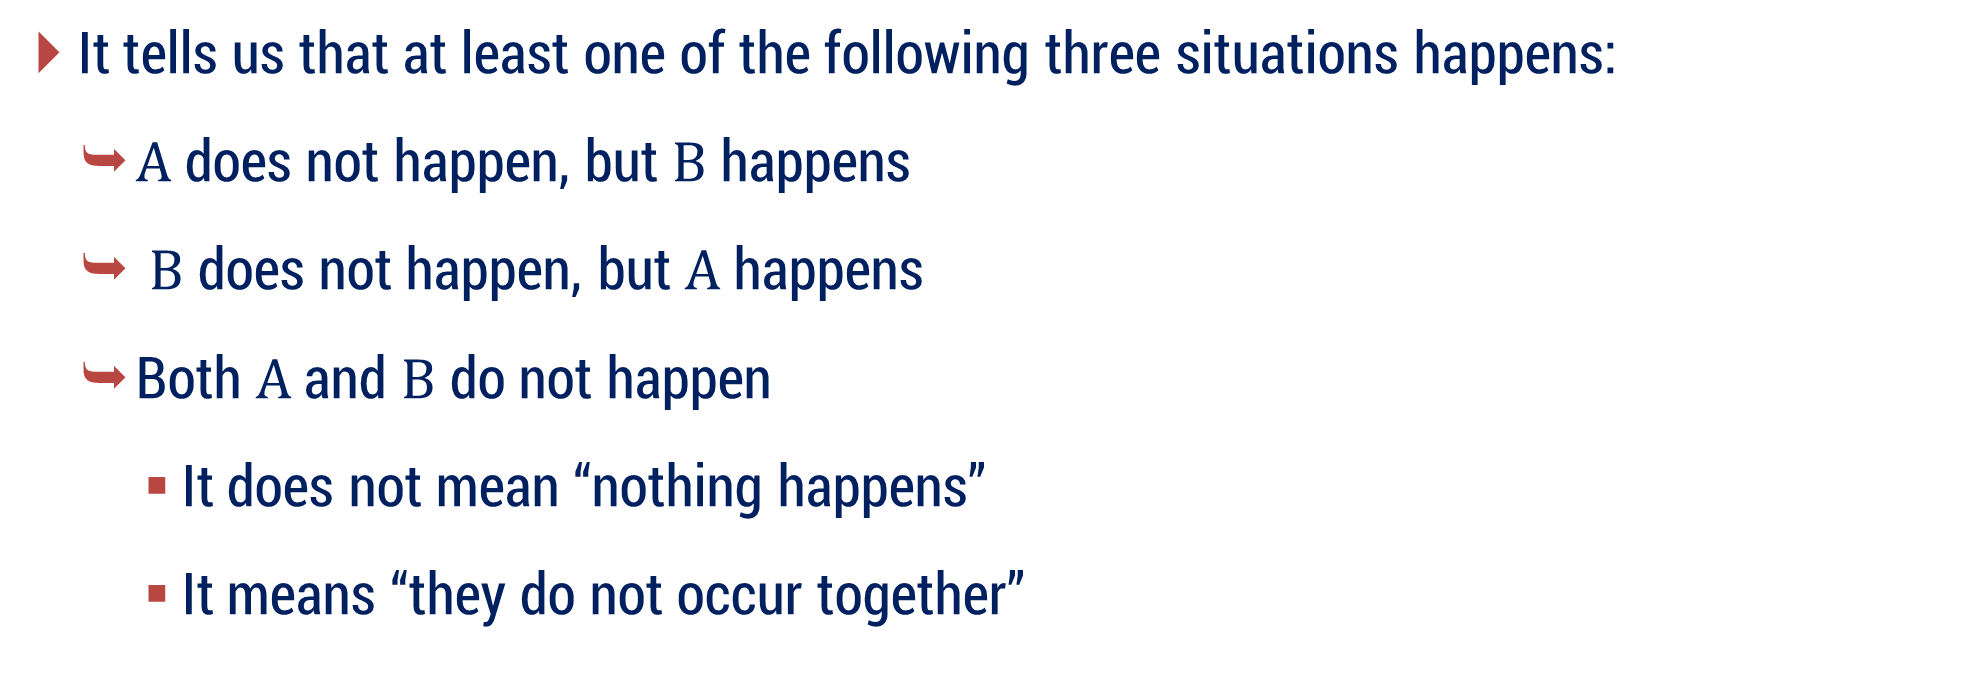 It tells us that at least one of the following three situations happens:
A does not happen, but B happens
B does not happen, but A happens
Both A and B do not happen
It does not mean “nothing happens”
It means “they do not occur together”